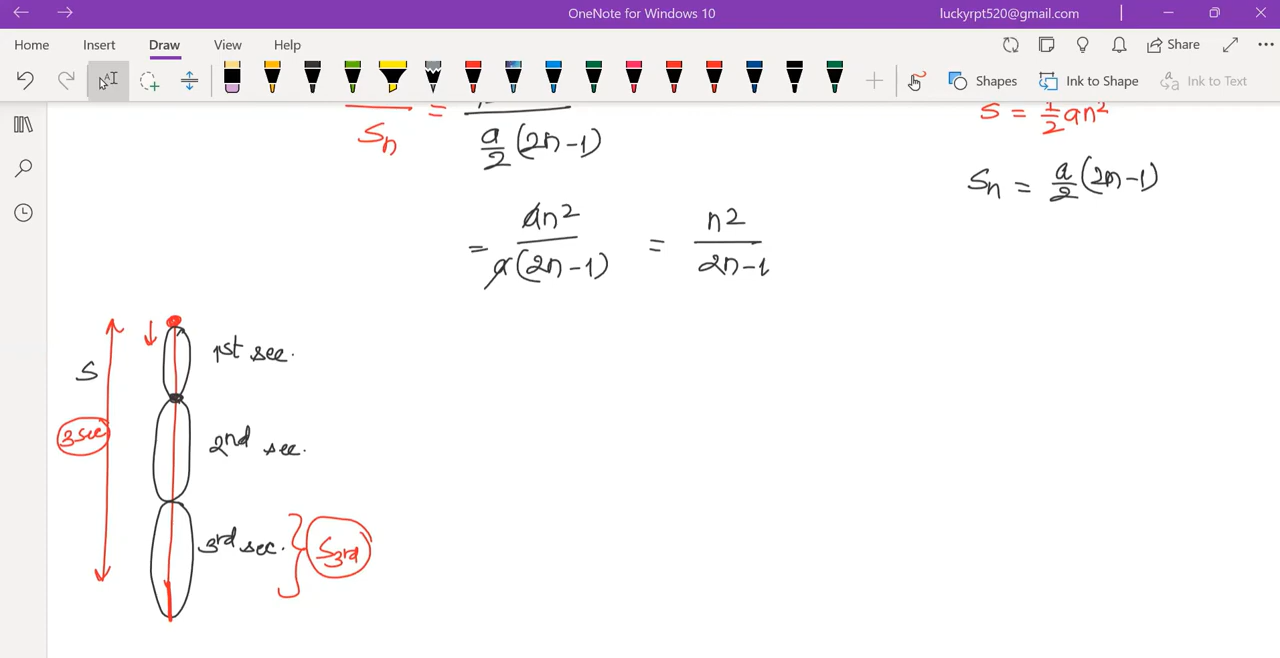 OneNote for Windows 10
luckyrpt520@gmail.com
Home Insert Draw View Help
Share
Shapes
Ink to Shape
Ink to Text
Sn = a/2 (2n-1)
S = 1/2 an2
Sn = a/2 (2n-1)
= an2 / a(2n-1) = n2 / 2n-1
S
3 sec
1st sec.
2nd sec.
3rd sec. } S3rd